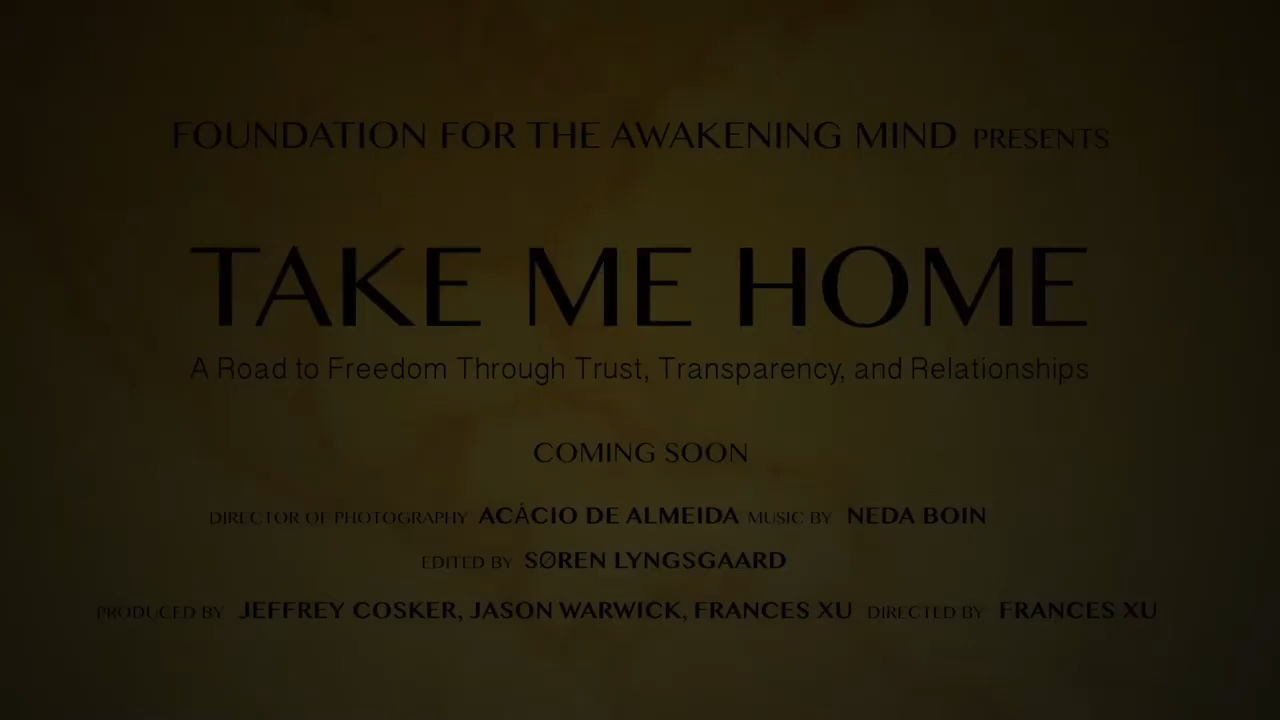 FOUNDATION FOR THE AWAKENING MIND PRESENTS
TAKE ME HOME
A Road to Freedom Through Trust, Transparency, and Relationships
COMING SOON
DIRECTOR OF PHOTOGRAPHY ACÁCIO DE ALMEIDA MUSIC BY NEDA BOIN
EDITED BY SØREN LYNGSGAARD
PRODUCED BY JEFFREY COSKER, JASON WARWICK, FRANCES XU DIRECTED BY FRANCES XU